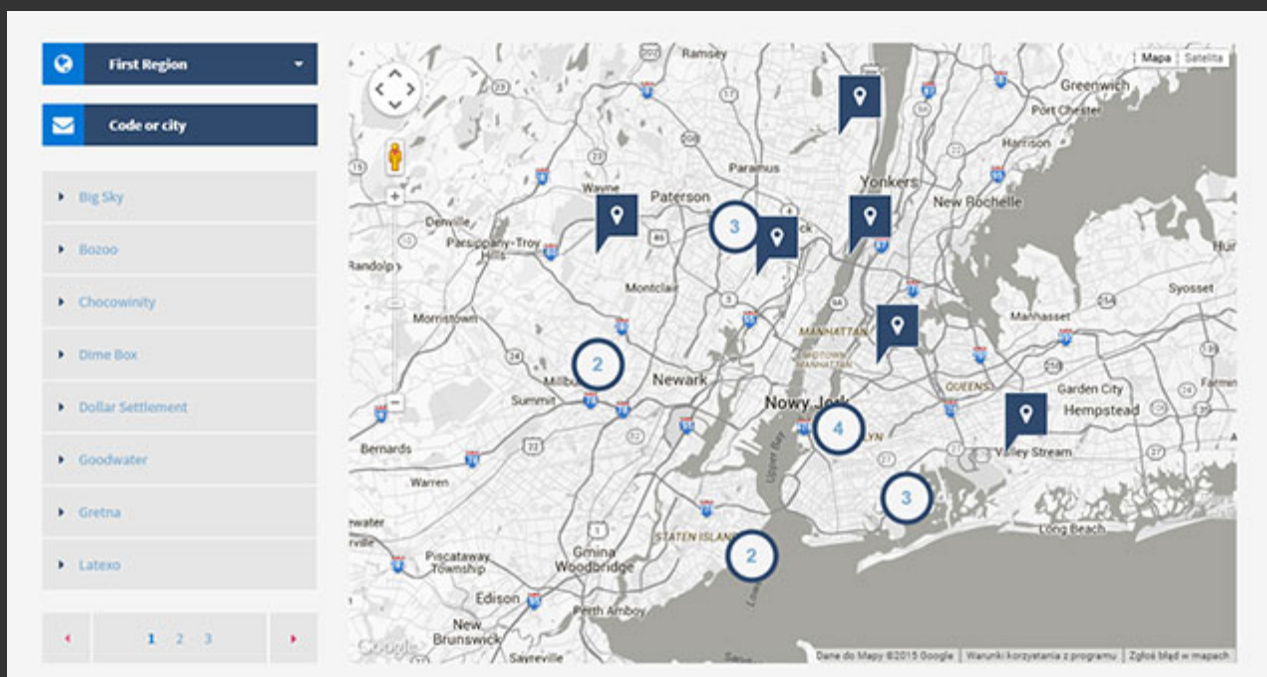 First Region
Code or city
Big Sky
Bozoo
Chocowinity
Dime Box
Dollar Settlement
Goodwater
Gretna
Latexo
1 2 3
Mapa Satelita
Ramsey
Greenwich
Port Chester
Harrison
Paramus
Yonkers
Wayne
Paterson
New Rochelle
3
Denville
Parsippany-Troy
Hills
Montclair
Syosset
Morristown
Manhasset
MANHATTAN
MIDTOWN
MANHATTAN
2
Newark
QUEENS
Garden City
Summit
Nowy Jork
Hempstead
4
Bernards
Upper Bay
Valley Stream
Warren
3
Long Beach
STATEN ISLAND
2
Piscataway
Township
Gmina
Woodbridge
Edison
Perth Amboy
New
Brunswick
Sayreville
Google
Dane do Mapy ©2015 Google
Warunki korzystania z programu
Zgłoś błąd w mapach